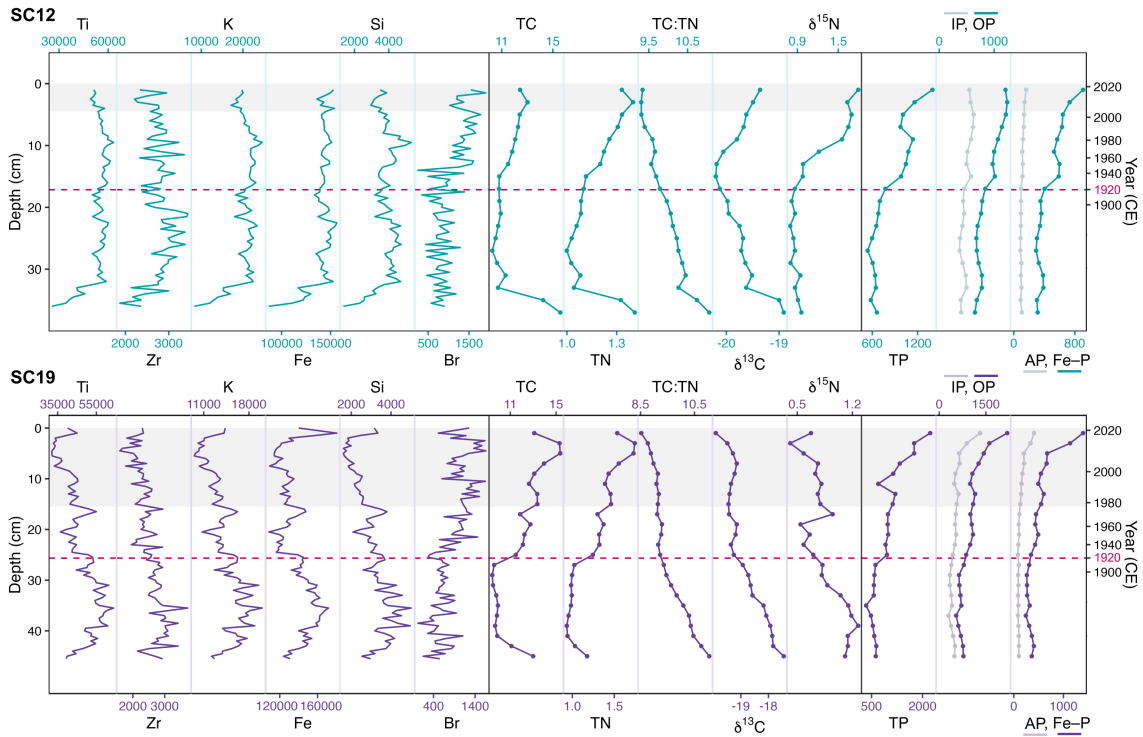 SC12
Ti K Si TC TC:TN δ¹⁵N IP, OP
30000 60000 10000 20000 2000 4000 11 15 9.5 10.5 0.9 1.5 0 1000
0 2020
2000
10 1980
1960
1940
1920
20 1900
30
Depth (cm)
Year (CE)
2000 3000 100000 150000 500 1500 1.0 1.3 -20 -19 600 1200 0 800
Zr Fe Br TN δ¹³C TP AP, Fe–P
SC19
Ti K Si TC TC:TN δ¹⁵N IP, OP
35000 55000 11000 18000 2000 4000 11 15 8.5 10.5 0.5 1.2 0 1500
0 2020
2000
10
1980
20 1960
1940
1920
30 1900
40
Depth (cm)
Year (CE)
2000 3000 120000 160000 400 1400 1.0 1.5 -19 -18 500 2000 0 1000
Zr Fe Br TN δ¹³C TP AP, Fe–P